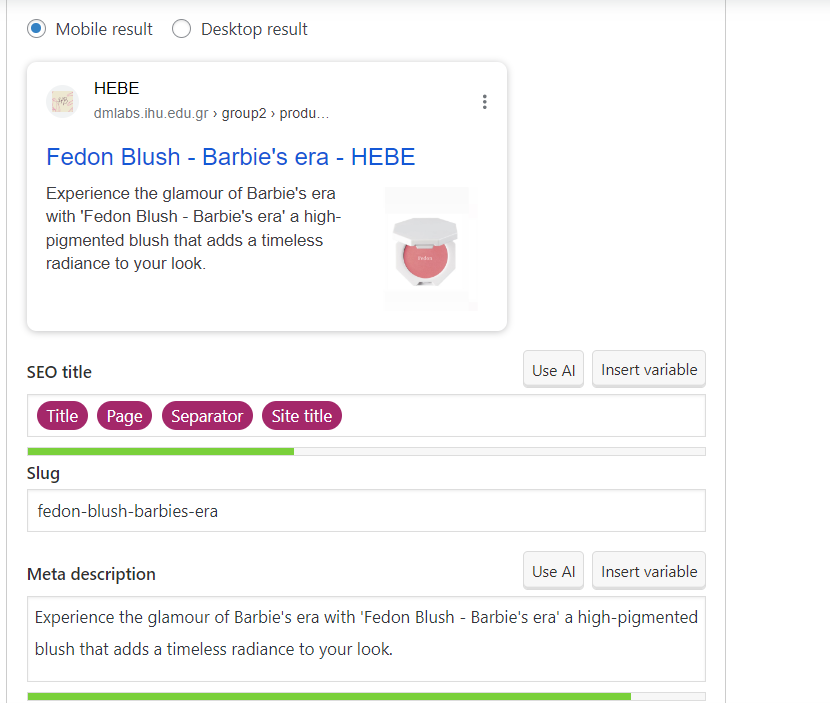 Mobile result Desktop result
HEBE
dmlabs.ihu.edu.gr › group2 › produ…
Fedon Blush - Barbie's era - HEBE
Experience the glamour of Barbie's era
with 'Fedon Blush - Barbie's era' a high-
pigmented blush that adds a timeless
radiance to your look.
Fedon
SEO title Use AI Insert variable
Title Page Separator Site title
Slug
fedon-blush-barbies-era
Meta description Use AI Insert variable
Experience the glamour of Barbie's era with 'Fedon Blush - Barbie's era' a high-pigmented
blush that adds a timeless radiance to your look.